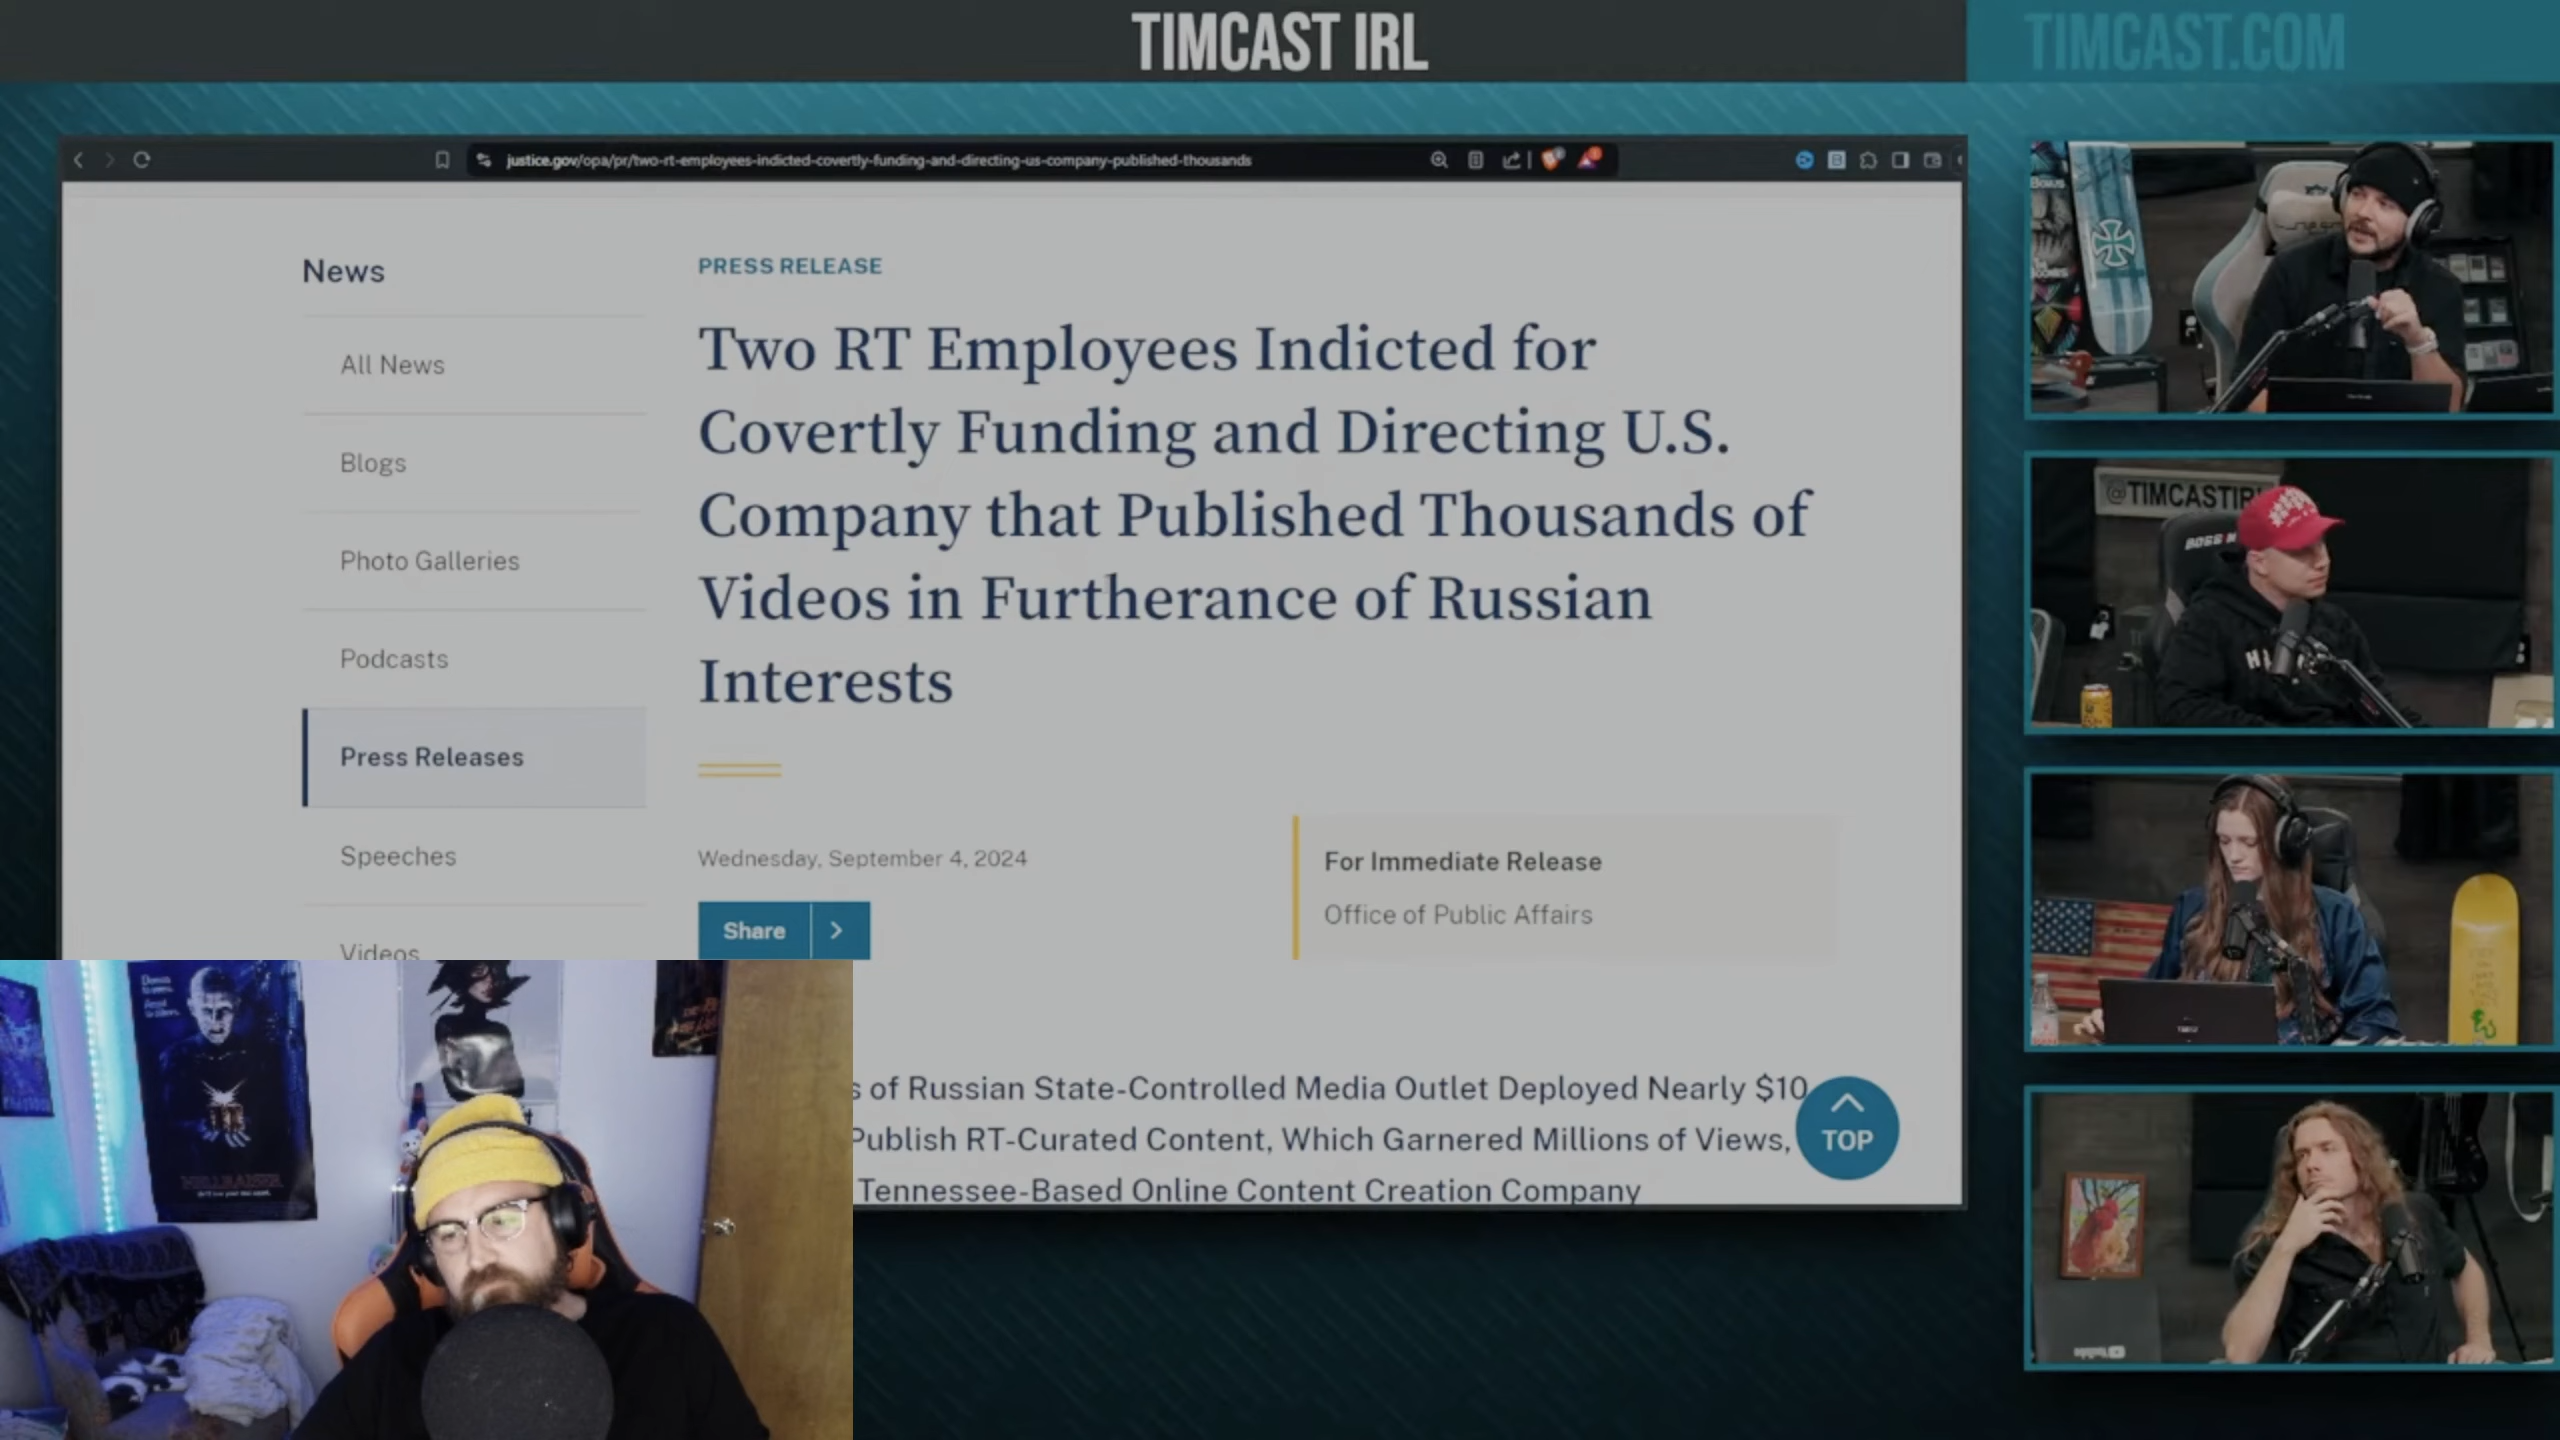 TIMCAST IRL
TIMCAST.COM
justice.gov/opa/pr/two-rt-employees-indicted-covertly-funding-and-directing-us-company-published-thousands
News
All News
Blogs
Photo Galleries
Podcasts
Press Releases
Speeches
Videos
PRESS RELEASE
Two RT Employees Indicted for
Covertly Funding and Directing U.S.
Company that Published Thousands of
Videos in Furtherance of Russian
Interests
Wednesday, September 4, 2024
Share
For Immediate Release
Office of Public Affairs
s of Russian State-Controlled Media Outlet Deployed Nearly $10
Publish RT-Curated Content, Which Garnered Millions of Views,
Tennessee-Based Online Content Creation Company
TOP
@TIMCASTIRL
HELLRAISER